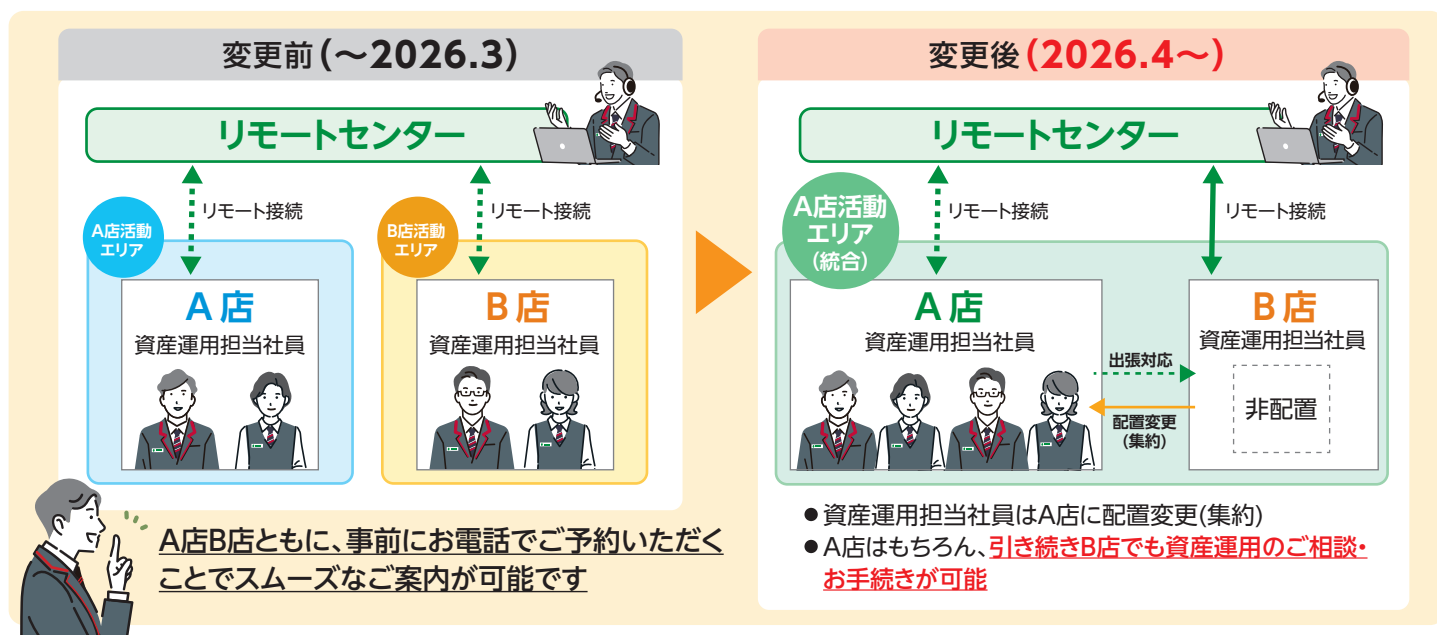 変更前(～2026.3)
リモートセンター
リモート接続
リモート接続
A店活動
エリア
B店活動
エリア
A店
資産運用担当社員
B店
資産運用担当社員
A店B店ともに、事前にお電話でご予約いただく
ことでスムーズなご案内が可能です
変更後(2026.4～)
リモートセンター
A店活動
エリア
(統合)
リモート接続
リモート接続
A店
資産運用担当社員
出張対応
配置変更
(集約)
B店
資産運用担当社員
非配置
●資産運用担当社員はA店に配置変更(集約)
●A店はもちろん、引き続きB店でも資産運用のご相談・
お手続きが可能